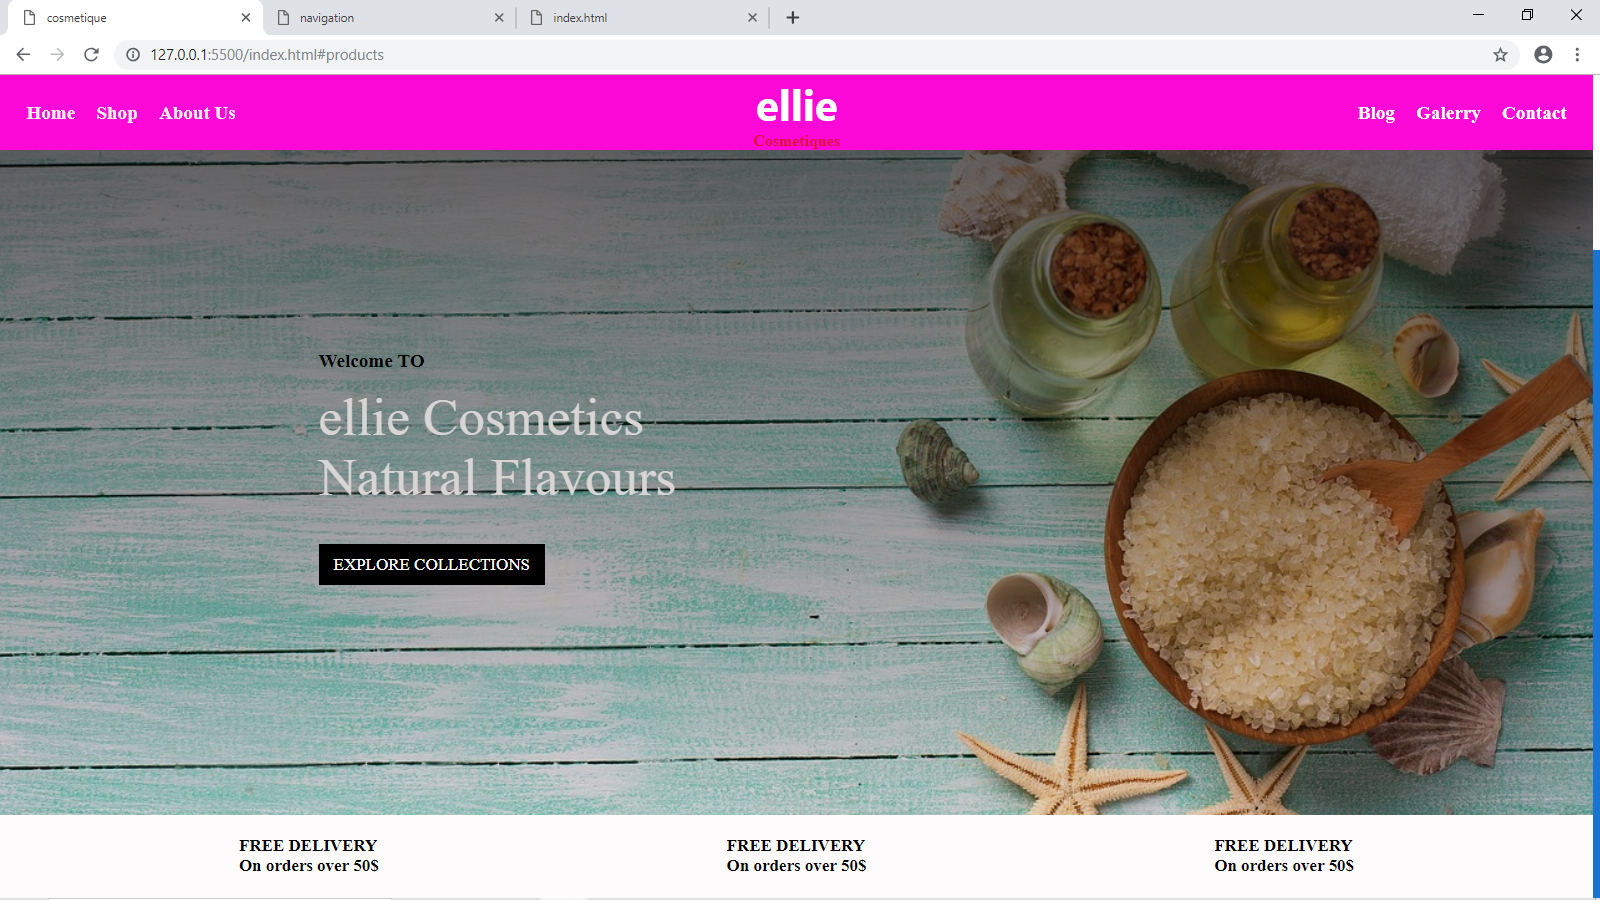 cosmetique
navigation
index.html
127.0.0.1:5500/index.html#products
Home Shop About Us
ellie
Cosmetiques
Blog Galerry Contact
Welcome TO
ellie Cosmetics
Natural Flavours
EXPLORE COLLECTIONS
FREE DELIVERY
On orders over 50$
FREE DELIVERY
On orders over 50$
FREE DELIVERY
On orders over 50$